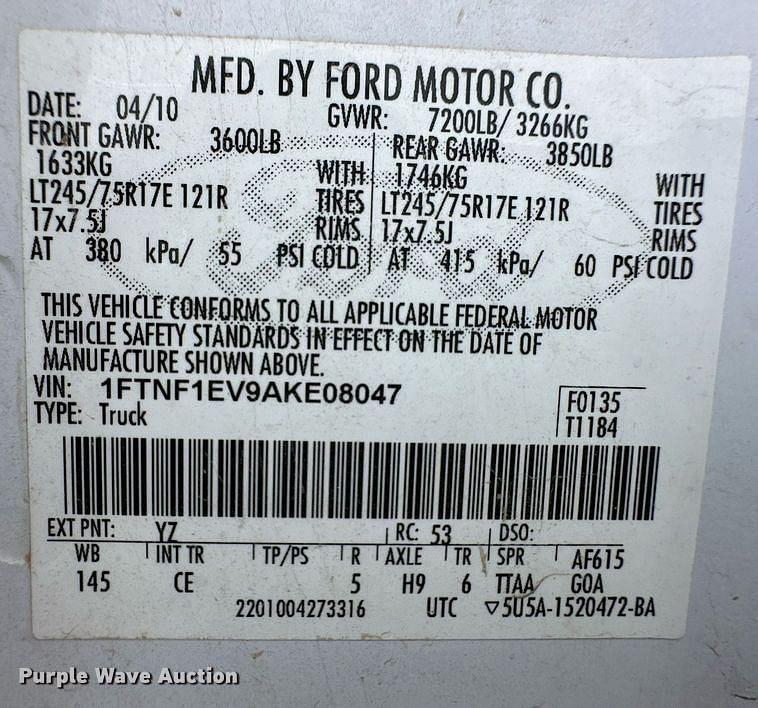 MFD. BY FORD MOTOR CO.
DATE: 04/10 GVWR: 7200LB/ 3266KG
FRONT GAWR: 3600LB REAR GAWR: 3850LB
1633KG WITH 1746KG WITH
LT245/75R17E 121R TIRES LT245/75R17E 121R TIRES
17x7.5J RIMS 17x7.5J RIMS
AT 380 kPa/ 55 PSI COLD AT 415 kPa/ 60 PSI COLD
THIS VEHICLE CONFORMS TO ALL APPLICABLE FEDERAL MOTOR
VEHICLE SAFETY STANDARDS IN EFFECT ON THE DATE OF
MANUFACTURE SHOWN ABOVE.
VIN: 1FTNF1EV9AKE08047
TYPE: Truck
F0135
T1184
EXT PNT: YZ RC: 53 DSO:
WB INT TR TP/PS R AXLE TR SPR AF615
145 CE 5 H9 6 TTAA GOA
2201004273316 UTC ▽5U5A-1520472-BA
Purple Wave Auction